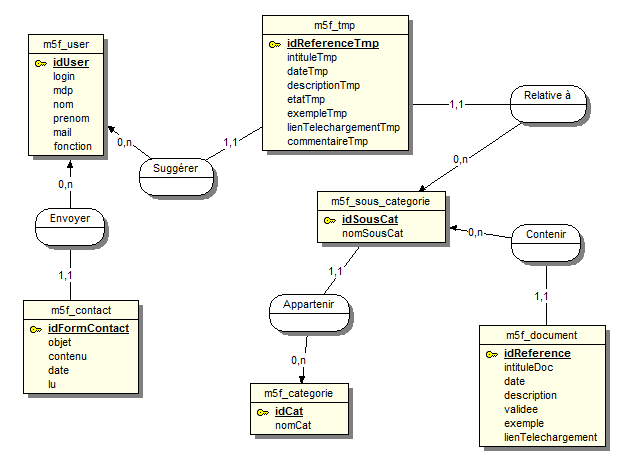 m5f_user
idUser
login
mdp
nom
prenom
mail
fonction
m5f_tmp
idReferenceTmp
intituleTmp
dateTmp
descriptionTmp
etatTmp
exempleTmp
lienTelechargementTmp
commentaireTmp
1,1
Relative à
0,n
1,1
Suggérer
0,n
0,n
Envoyer
1,1
m5f_sous_categorie
idSousCat
nomSousCat
0,n
Contenir
1,1
1,1
Appartenir
0,n
m5f_contact
idFormContact
objet
contenu
date
lu
m5f_categorie
idCat
nomCat
m5f_document
idReference
intituleDoc
date
description
validee
exemple
lienTelechargement